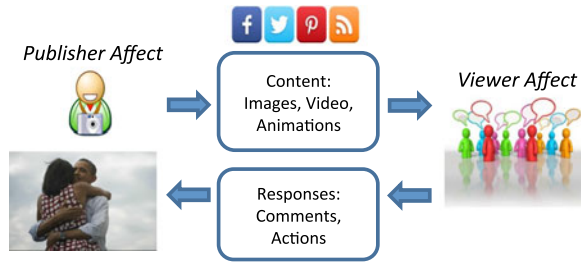 Publisher Affect
Content:
Images, Video,
Animations
Viewer Affect
Responses:
Comments,
Actions